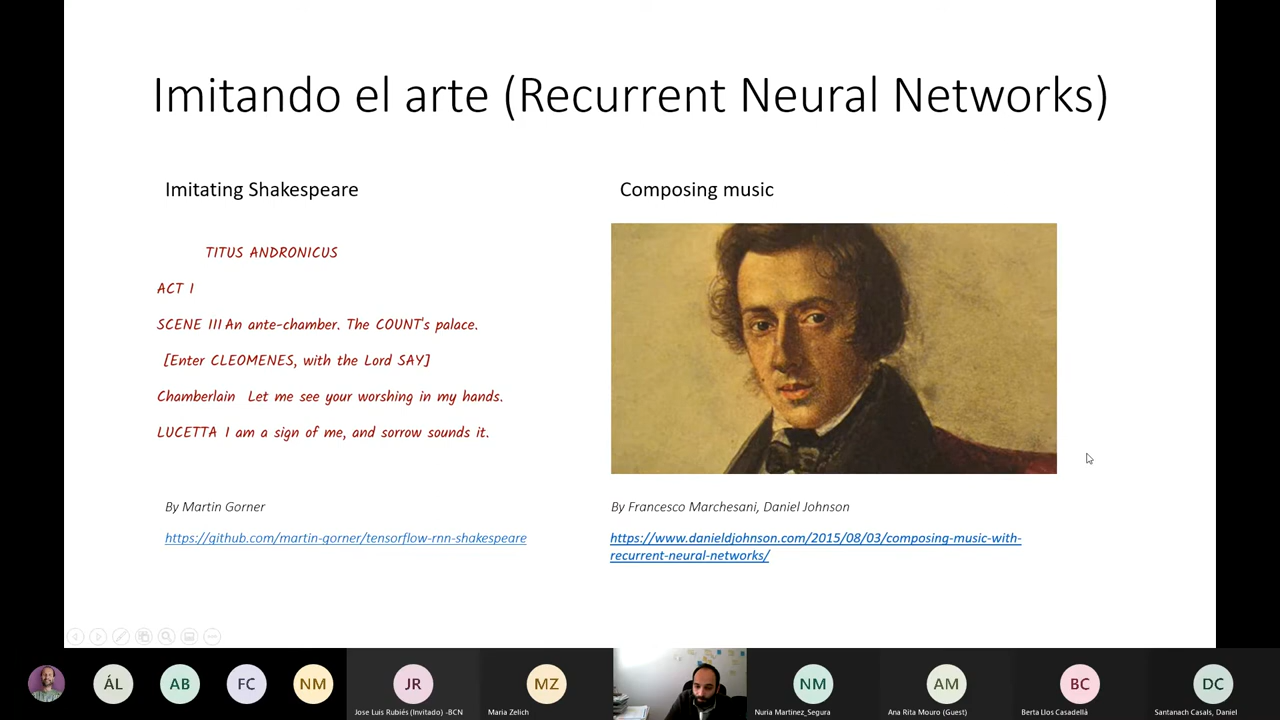 Imitando el arte (Recurrent Neural Networks)
Imitating Shakespeare
TITUS ANDRONICUS
ACT I
SCENE III An ante-chamber. The COUNT's palace.
[Enter CLEOMENES, with the Lord SAY]
Chamberlain Let me see your worshing in my hands.
LUCETTA I am a sign of me, and sorrow sounds it.
By Martin Gorner
https://github.com/martin-gorner/tensorflow-rnn-shakespeare
Composing music
By Francesco Marchesani, Daniel Johnson
https://www.danieldjohnson.com/2015/08/03/composing-music-with-
recurrent-neural-networks/
ÁL
AB
FC
NM
JR
Jose Luis Rubiés (Invitado) -BCN
MZ
Maria Zelich
NM
Nuria Martinez_Segura
AM
Ana Rita Mouro (Guest)
BC
Berta Llos Casadellà
DC
Santanach Casals, Daniel